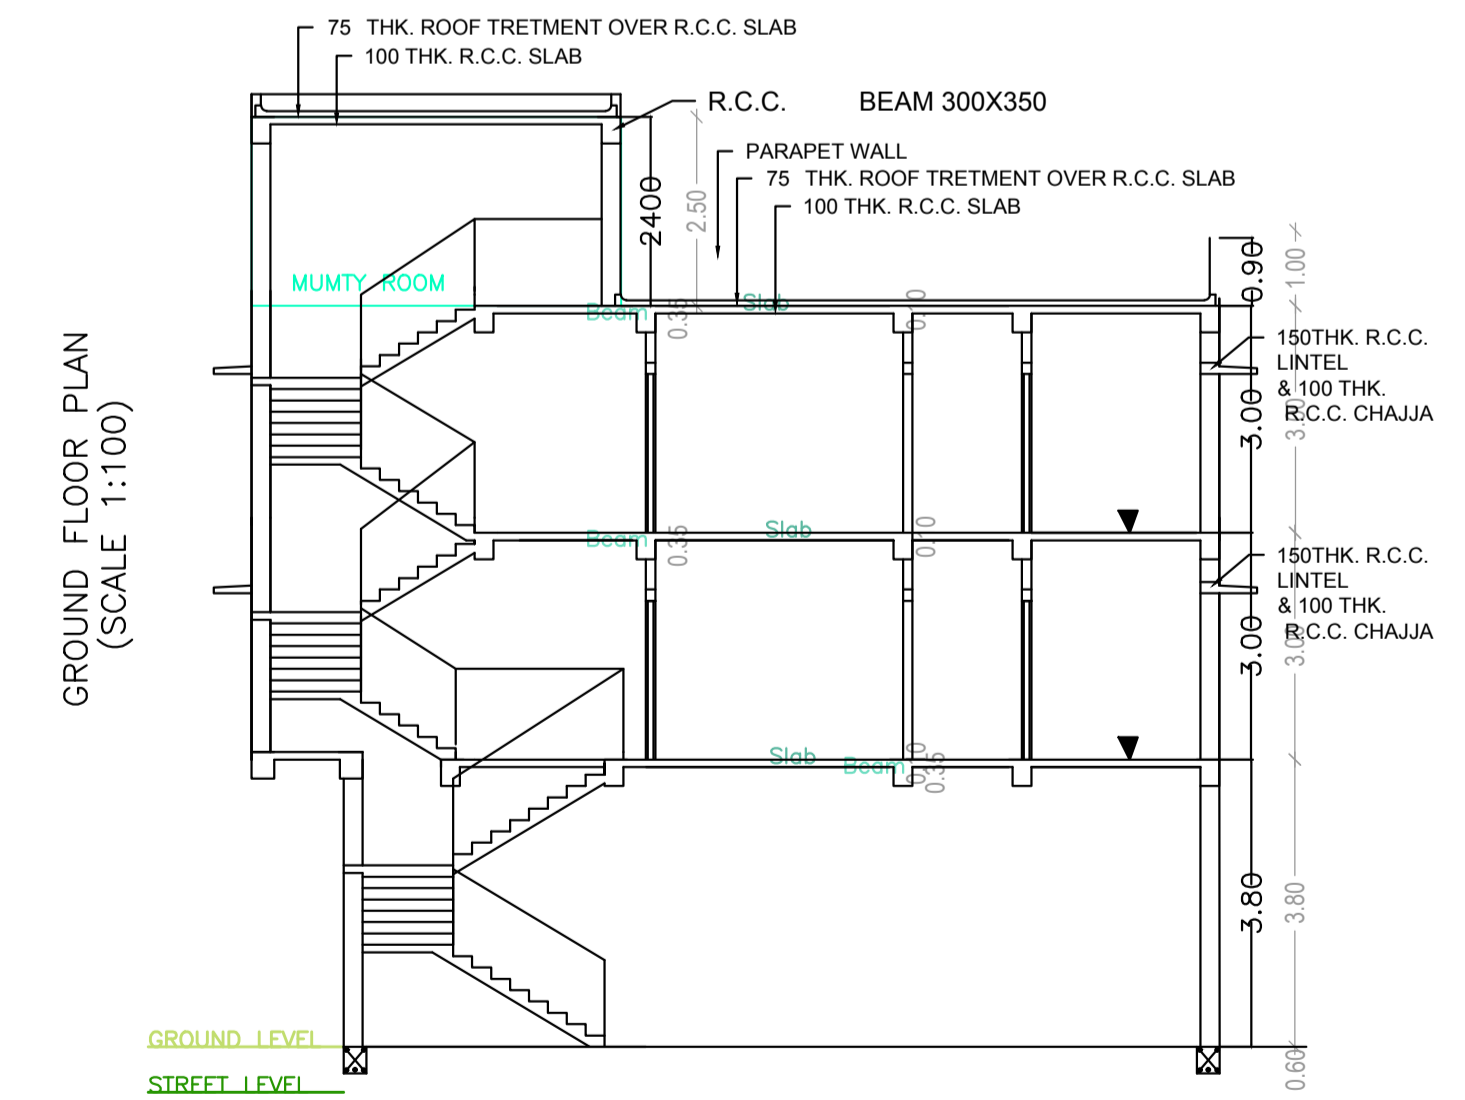 75 THK. ROOF TRETMENT OVER R.C.C. SLAB
100 THK. R.C.C. SLAB
R.C.C. BEAM 300X350
PARAPET WALL
75 THK. ROOF TRETMENT OVER R.C.C. SLAB
100 THK. R.C.C. SLAB
2400
2.50
0.90
1.00
MUMTY ROOM
Beam
0.35
Slab
0.10
150THK. R.C.C.
LINTEL
& 100 THK.
R.C.C. CHAJJA
3.00
GROUND FLOOR PLAN
(SCALE 1:100)
Beam
0.35
Slab
0.10
150THK. R.C.C.
LINTEL
& 100 THK.
R.C.C. CHAJJA
3.00
3.00
Slab
Beam
0.10
0.35
3.80
3.80
GROUND LEVEL
STREET LEVEL
0.60